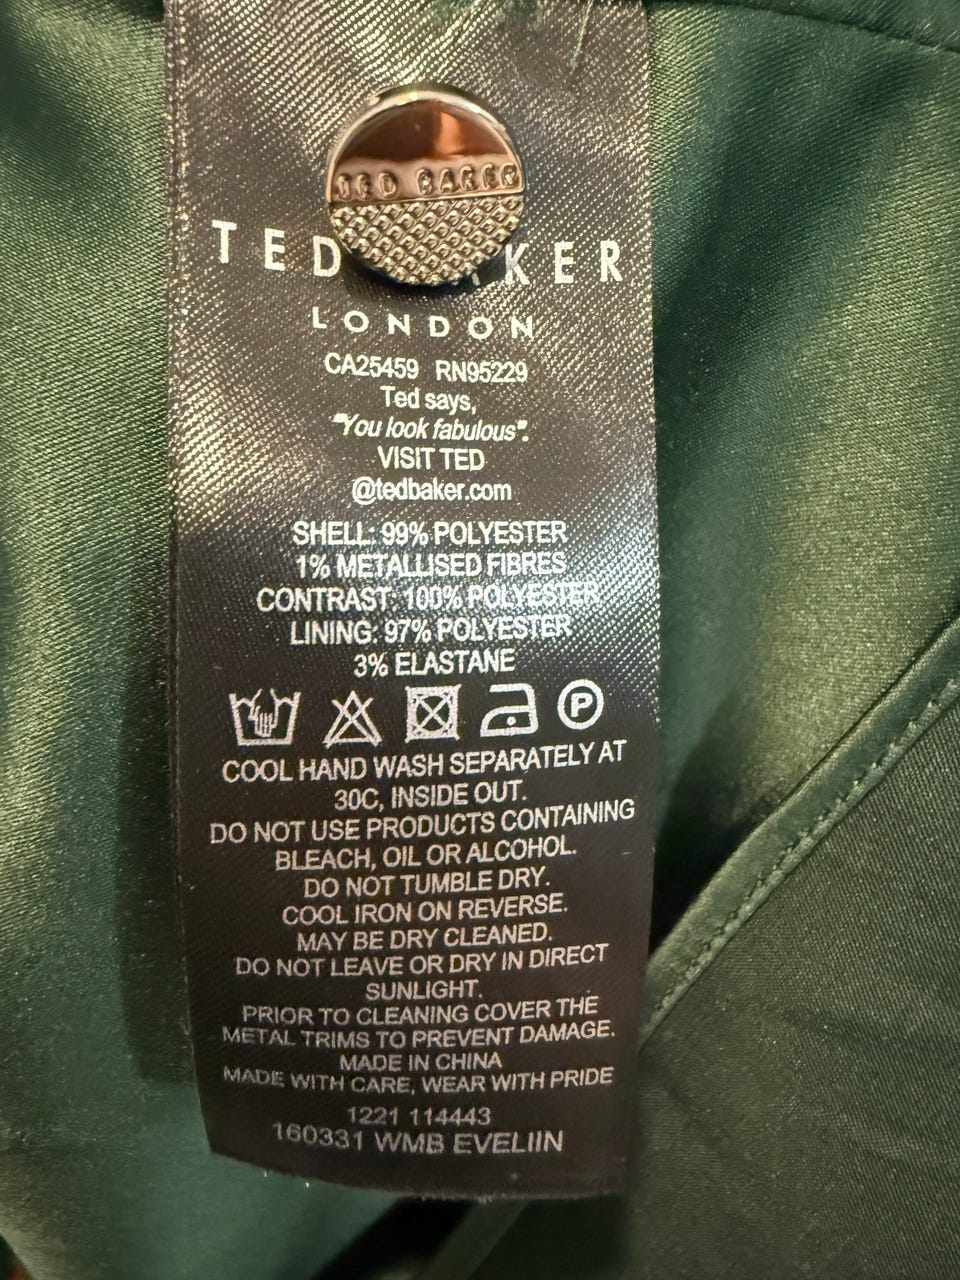 TED BAKER
TED KER
LONDON
CA25459 RN95229
Ted says,
"You look fabulous".
VISIT TED
@tedbaker.com
SHELL: 99% POLYESTER
1% METALLISED FIBRES
CONTRAST: 100% POLYESTER
LINING: 97% POLYESTER
3% ELASTANE
P
COOL HAND WASH SEPARATELY AT
30C, INSIDE OUT.
DO NOT USE PRODUCTS CONTAINING
BLEACH, OIL OR ALCOHOL.
DO NOT TUMBLE DRY.
COOL IRON ON REVERSE.
MAY BE DRY CLEANED.
DO NOT LEAVE OR DRY IN DIRECT
SUNLIGHT.
PRIOR TO CLEANING COVER THE
METAL TRIMS TO PREVENT DAMAGE.
MADE IN CHINA
MADE WITH CARE, WEAR WITH PRIDE
1221 114443
160331 WMB EVELIIN